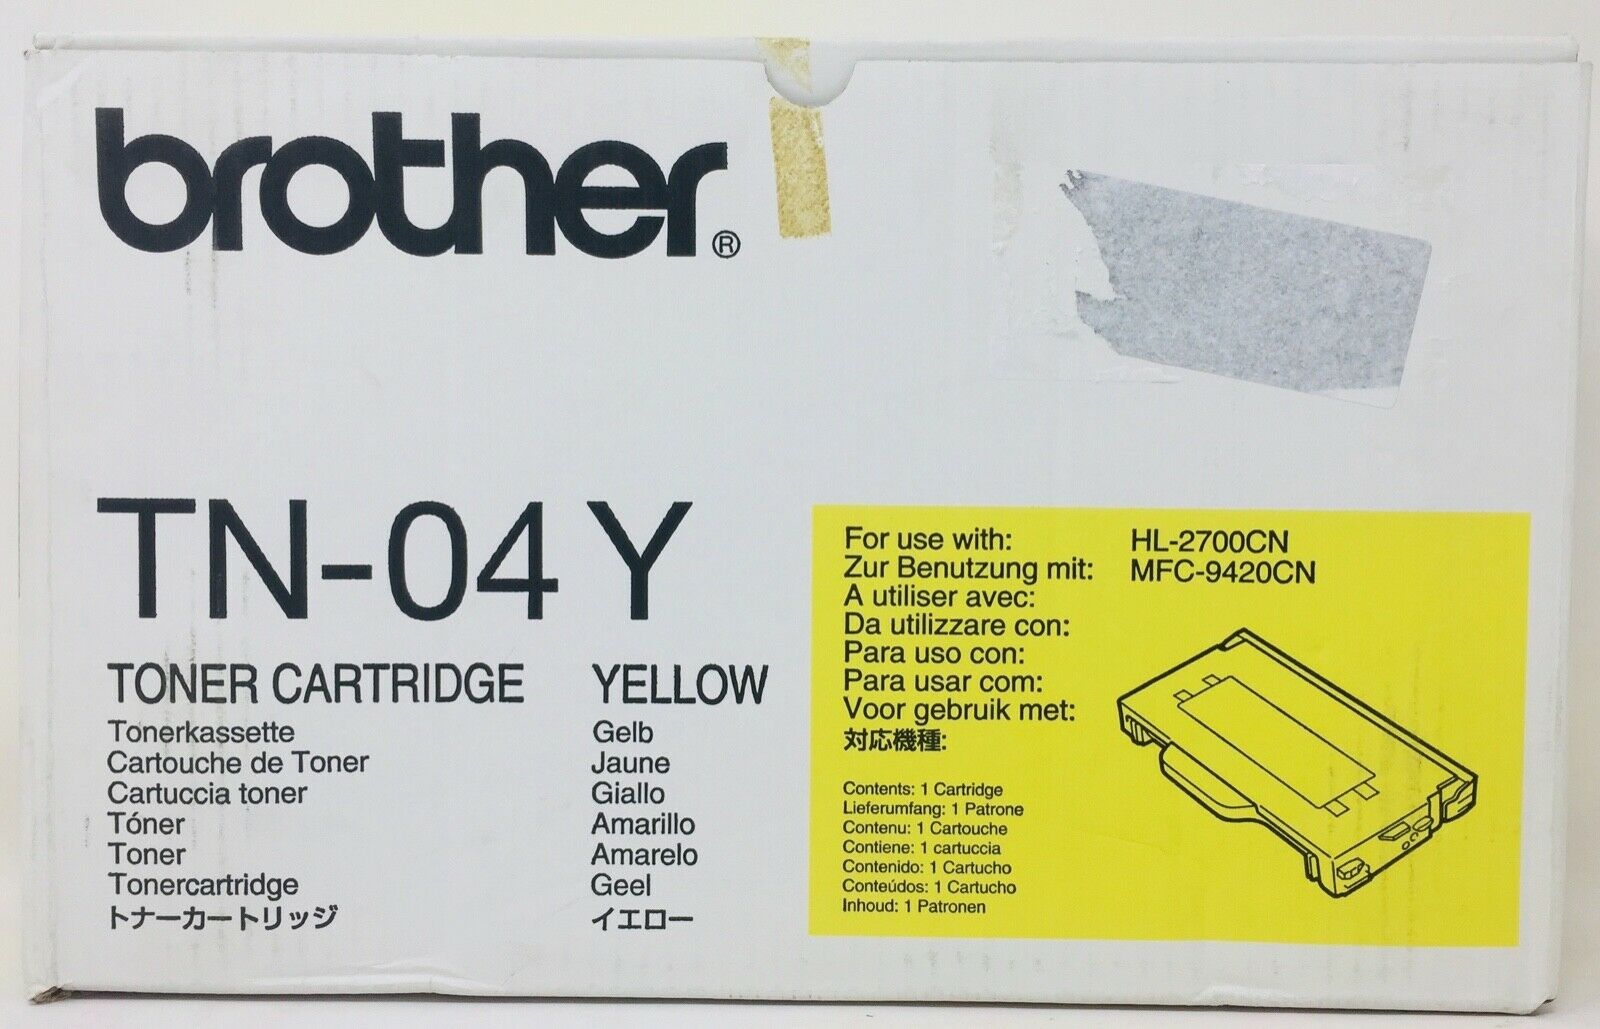 brother®
TN-04 Y
TONER CARTRIDGE YELLOW
Tonerkassette Gelb
Cartouche de Toner Jaune
Cartuccia toner Giallo
Tóner Amarillo
Toner Amarelo
Tonercartridge Geel
トナーカートリッジ イエロー
For use with: HL-2700CN
Zur Benutzung mit: MFC-9420CN
A utiliser avec:
Da utilizzare con:
Para uso con:
Para usar com:
Voor gebruik met:
対応機種:
Contents: 1 Cartridge
Lieferumfang: 1 Patrone
Contenu: 1 Cartouche
Contiene: 1 cartuccia
Contenido: 1 Cartucho
Conteúdos: 1 Cartucho
Inhoud: 1 Patronen